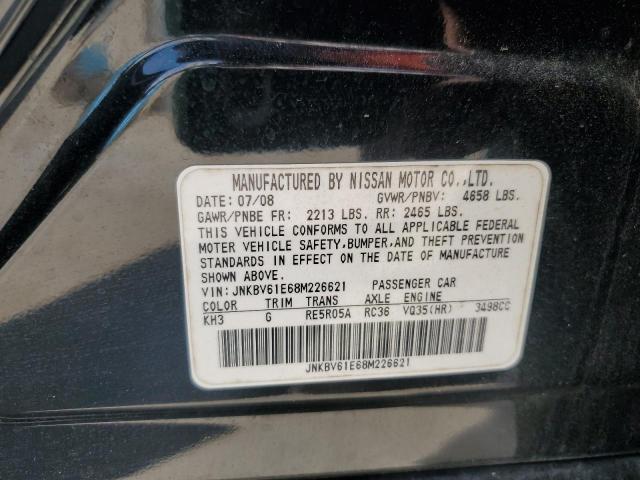 MANUFACTURED BY NISSAN MOTOR CO.,LTD.
DATE: 07/08 GVWR/PNBV: 4658 LBS.
GAWR/PNBE FR: 2213 LBS. RR: 2465 LBS.
THIS VEHICLE CONFORMS TO ALL APPLICABLE FEDERAL
MOTOR VEHICLE SAFETY,BUMPER,AND THEFT PREVENTION
STANDARDS IN EFFECT ON THE DATE OF MANUFACTURE
SHOWN ABOVE.
VIN: JNKBV61E68M226621 PASSENGER CAR
COLOR TRIM TRANS AXLE ENGINE
KH3 G RE5R05A RC36 VQ35(HR) 3498CC
JNKBV61E68M226621